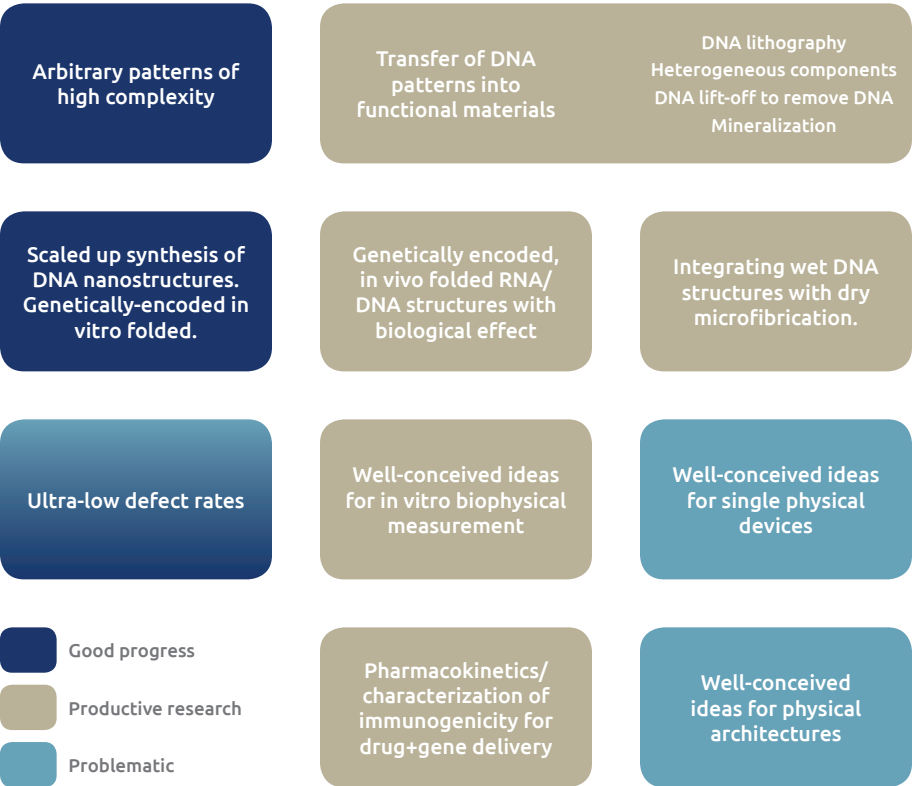 Arbitrary patterns of
high complexity
Transfer of DNA
patterns into
functional materials
DNA lithography
Heterogeneous components
DNA lift-off to remove DNA
Mineralization
Scaled up synthesis of
DNA nanostructures.
Genetically-encoded in
vitro folded.
Genetically encoded,
in vivo folded RNA/
DNA structures with
biological effect
Integrating wet DNA
structures with dry
microfibrication.
Ultra-low defect rates
Well-conceived ideas
for in vitro biophysical
measurement
Well-conceived ideas
for single physical
devices
Good progress
Productive research
Problematic
Pharmacokinetics/
characterization of
immunogenicity for
drug+gene delivery
Well-conceived
ideas for physical
architectures